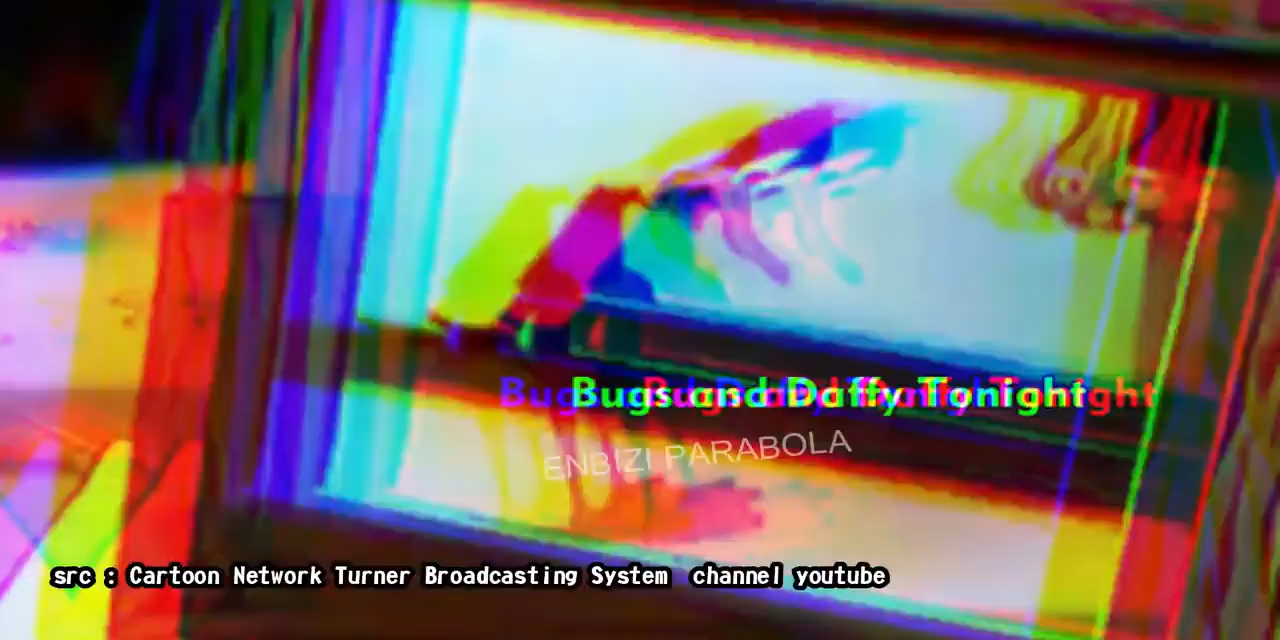 Bugs and Daffy Tonight
ENBIZI PARABOLA
src : Cartoon Network Turner Broadcasting System channel youtube